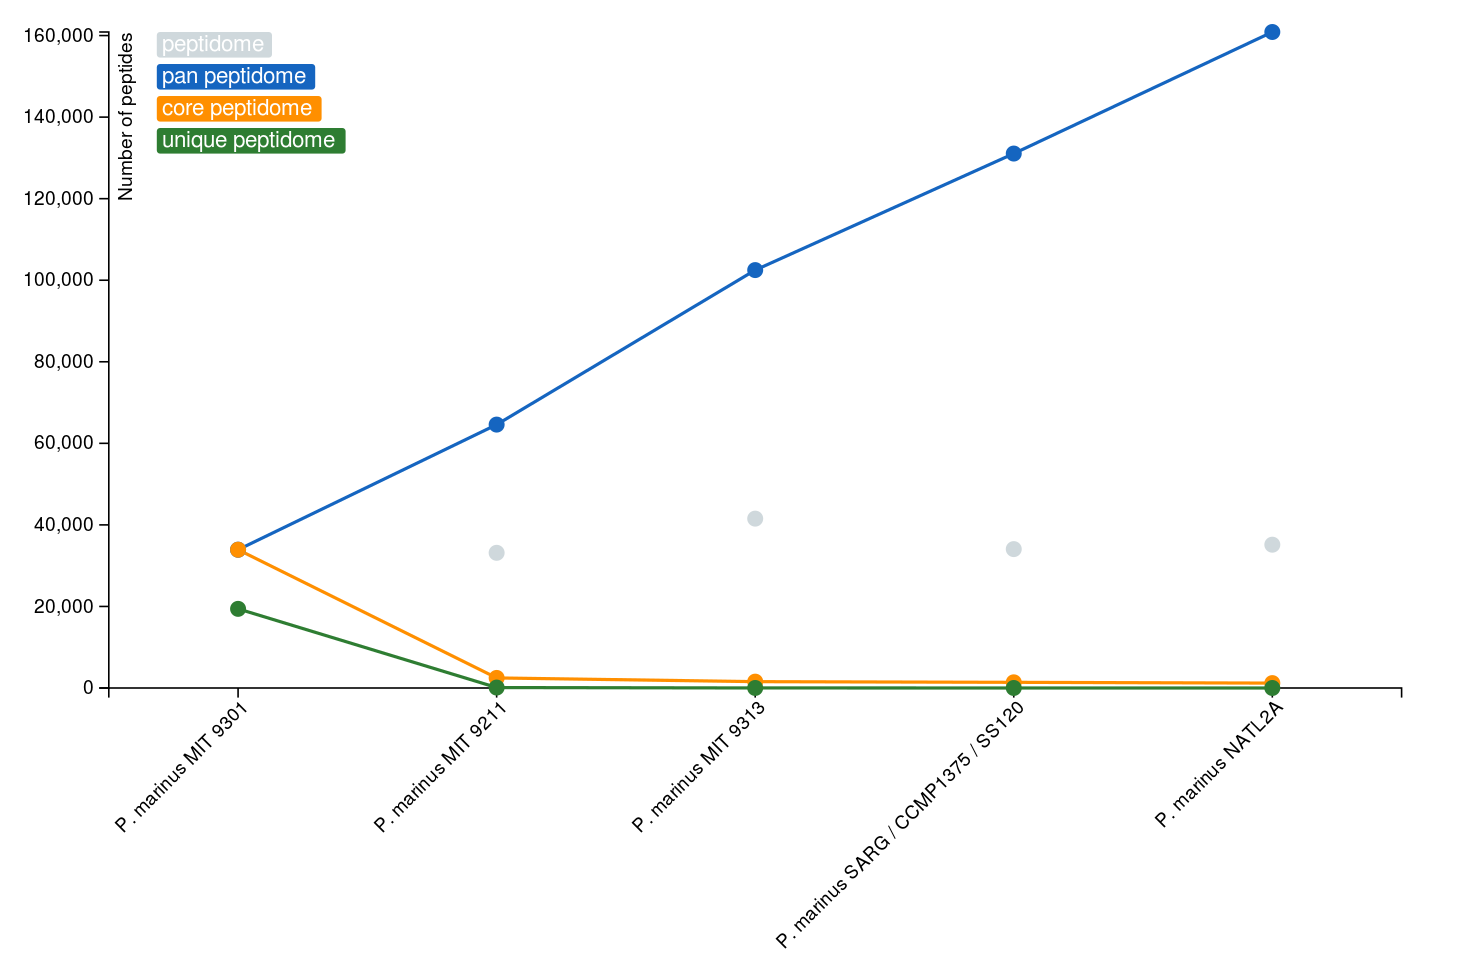 160,000
140,000
120,000
100,000
80,000
60,000
40,000
20,000
0
Number of peptides
peptidome
pan peptidome
core peptidome
unique peptidome
P. marinus MIT 9301
P. marinus MIT 9211
P. marinus MIT 9313
P. marinus SARG / CCMP1375 / SS120
P. marinus NATL2A